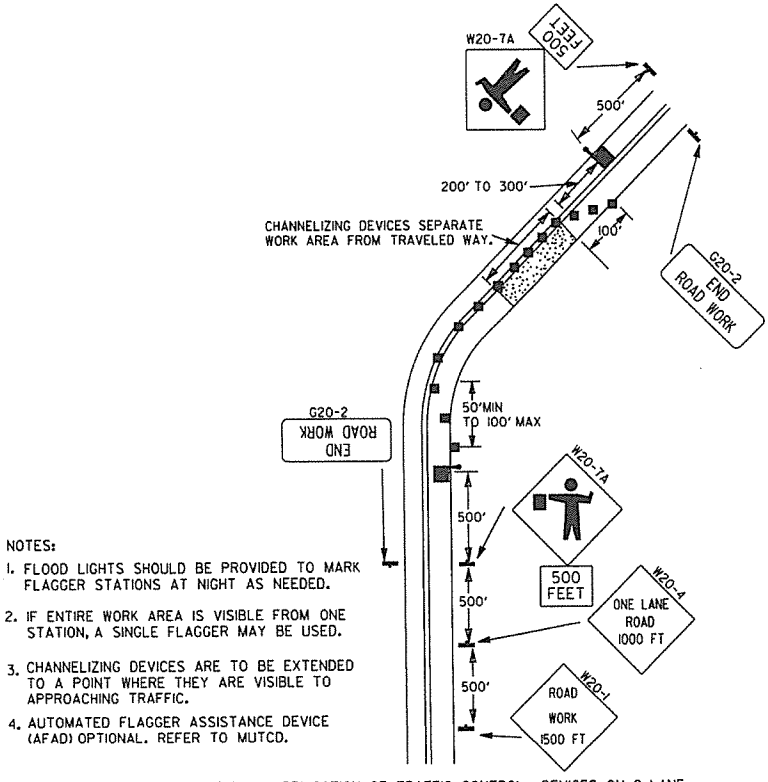 W20-7A
500
FEET
500'
200' TO 300'
CHANNELIZING DEVICES SEPARATE
WORK AREA FROM TRAVELED WAY.
100'
G20-2
END
ROAD WORK
G20-2
END
ROAD WORK
50'MIN
TO 100' MAX
W20-7A
500'
500
FEET
500'
W20-4
ONE LANE
ROAD
1000 FT
500'
W20-1
ROAD
WORK
1500 FT
NOTES:
1. FLOOD LIGHTS SHOULD BE PROVIDED TO MARK
FLAGGER STATIONS AT NIGHT AS NEEDED.
2. IF ENTIRE WORK AREA IS VISIBLE FROM ONE
STATION, A SINGLE FLAGGER MAY BE USED.
3. CHANNELIZING DEVICES ARE TO BE EXTENDED
TO A POINT WHERE THEY ARE VISIBLE TO
APPROACHING TRAFFIC.
4. AUTOMATED FLAGGER ASSISTANCE DEVICE
(AFAD) OPTIONAL. REFER TO MUTCD.
OF TRAFFIC CONTROL DEVICES ON 2-LANE